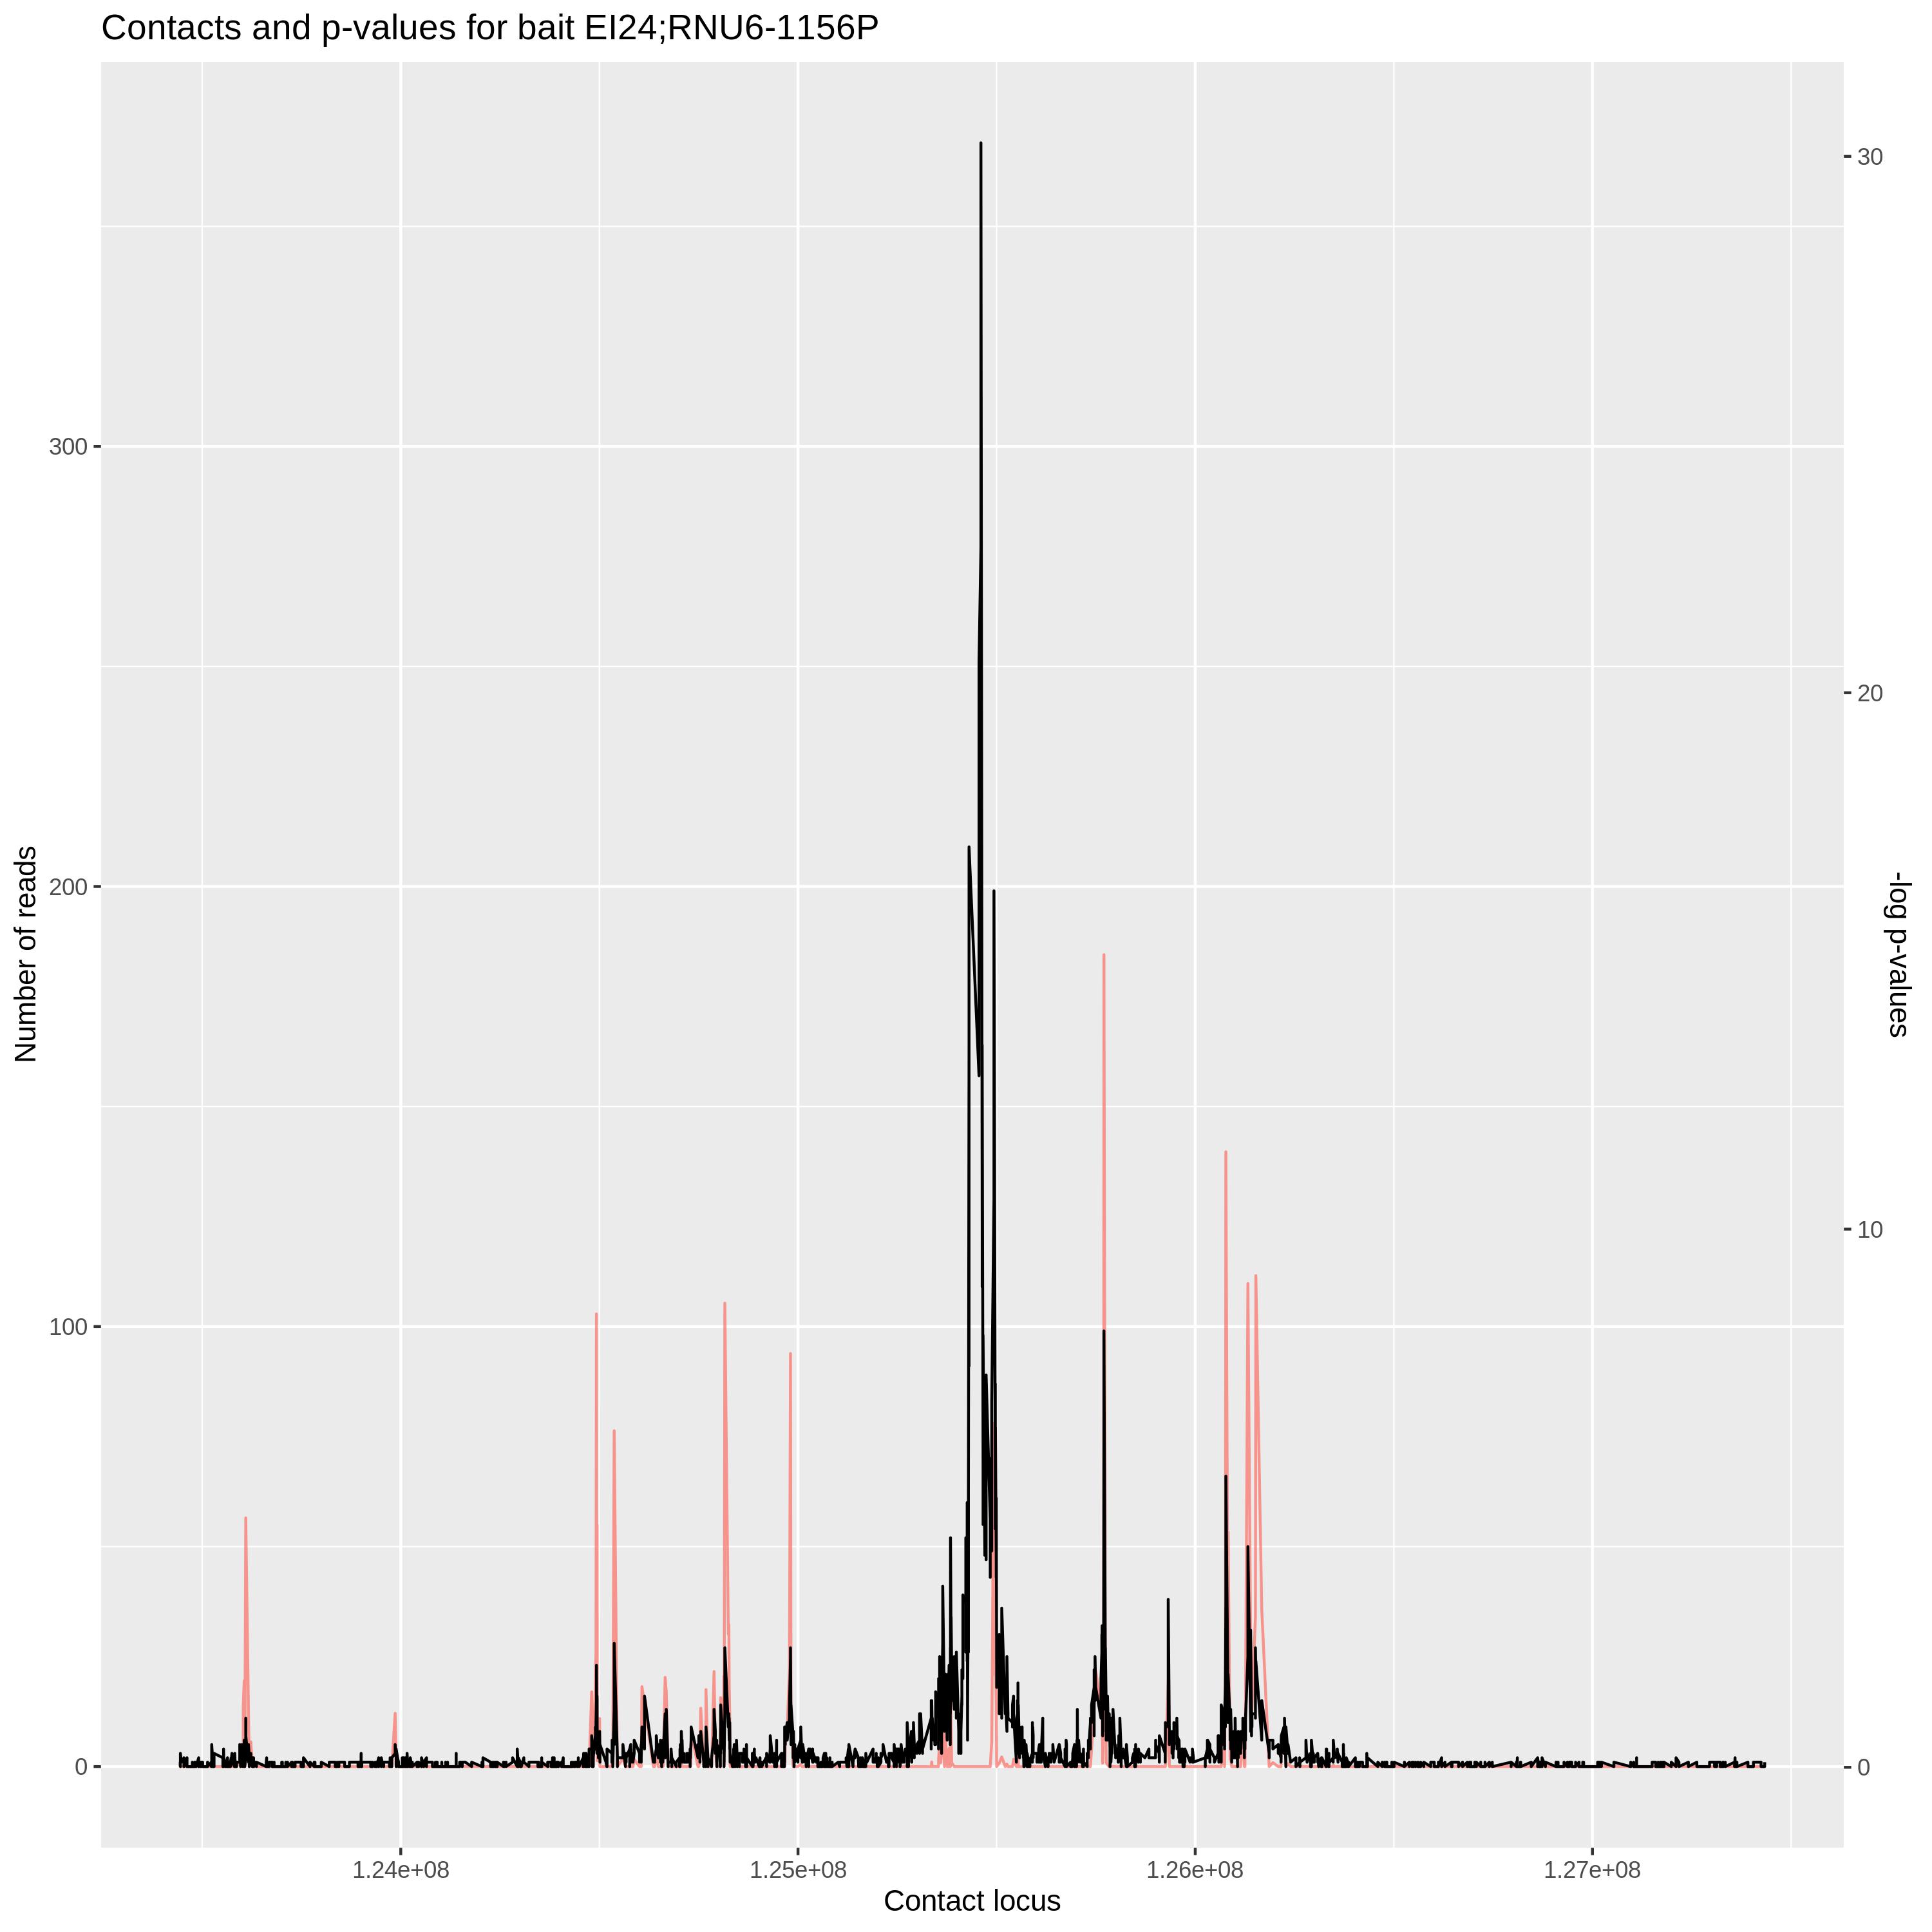 Contacts and p-values for bait EI24;RNU6-1156P
Number of reads
300
200
100
0
30
20
10
0
-log p-values
1.24e+08 1.25e+08 1.26e+08 1.27e+08
Contact locus